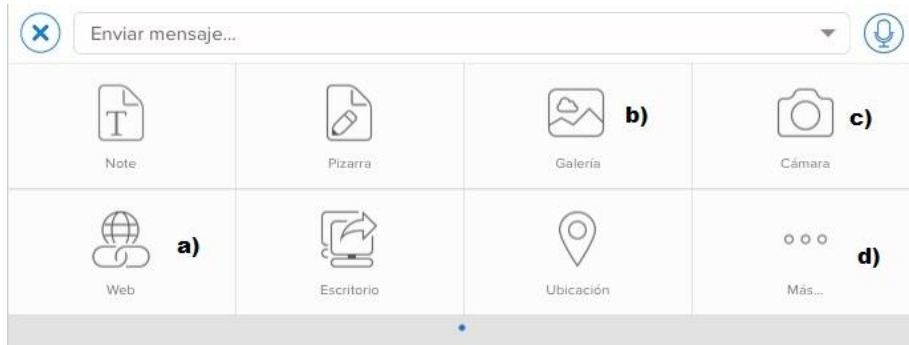 Enviar mensaje...
T
b)
c)
Note
Pizarra
Galería
Cámara
a)
d)
Web
Escritorio
Ubicación
Más...